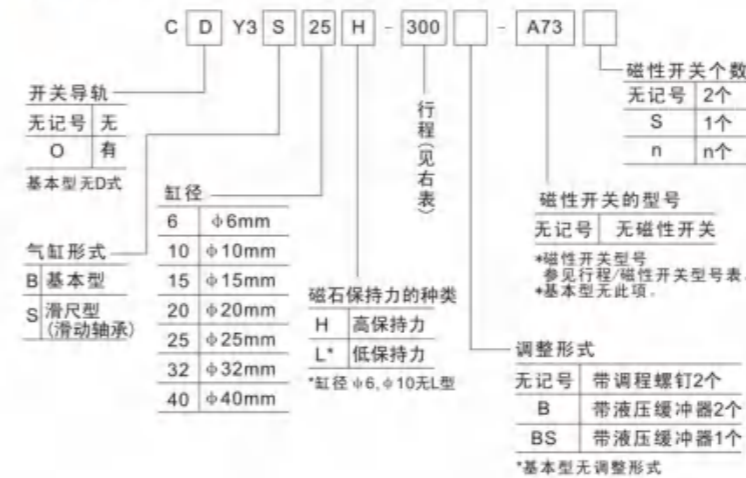 C D Y3 S 25 H - 300 - A73
开关导轨
无记号 无
O 有
基本型无D式
气缸形式
B 基本型
S 滑尺型
(滑动轴承)
缸径
6 φ6mm
10 φ10mm
15 φ15mm
20 φ20mm
25 φ25mm
32 φ32mm
40 φ40mm
磁石保持力的种类
H 高保持力
L* 低保持力
*缸径φ6,φ10无L型
行程(见右表)
磁性开关个数
无记号 2个
S 1个
n n个
磁性开关的型号
无记号 无磁性开关
*磁性开关型号
参见行程/磁性开关型号表.
*基本型无此项.
调整形式
无记号 带调程螺钉2个
B 带液压缓冲器2个
BS 带液压缓冲器1个
*基本型无调整形式